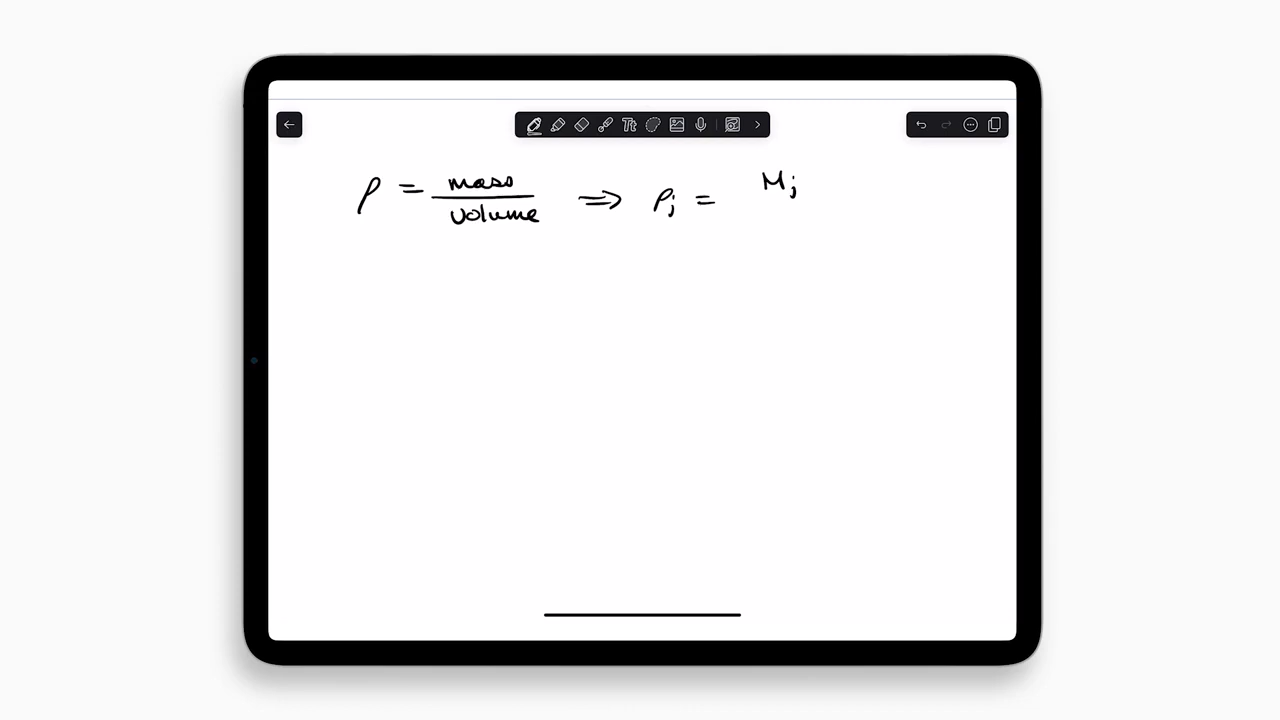 ρ = mass / volume ⇒ ρj = Mj